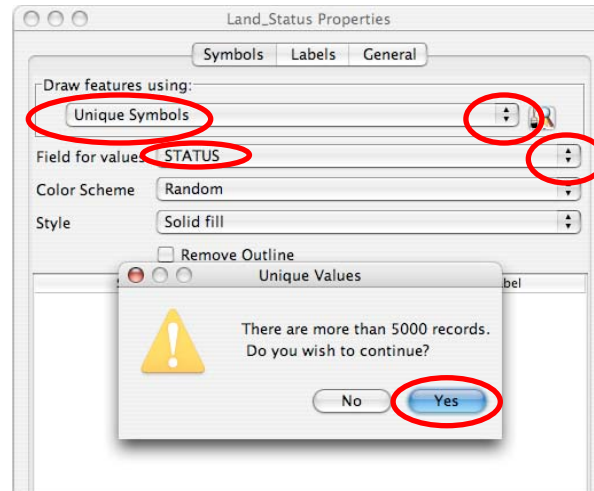 Land_Status Properties
Symbols Labels General
Draw features using:
Unique Symbols
Field for values STATUS
Color Scheme Random
Style Solid fill
Remove Outline
Unique Values
There are more than 5000 records.
Do you wish to continue?
No Yes